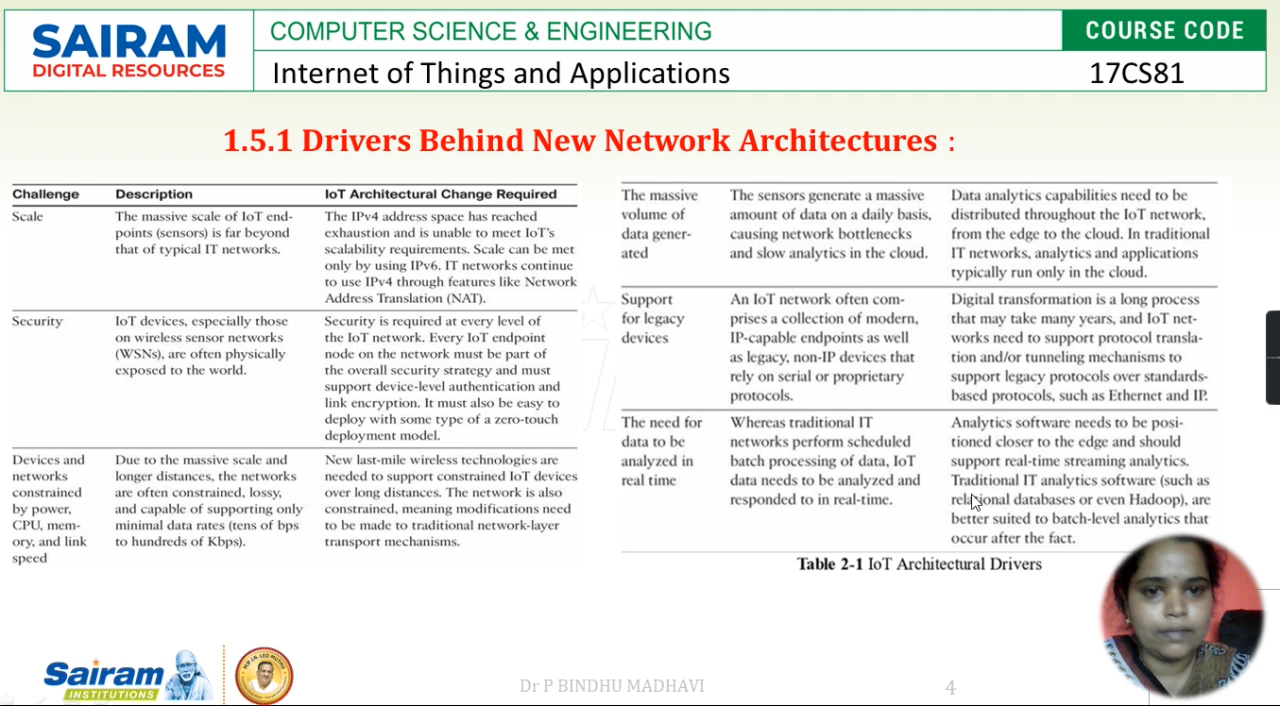 SAIRAM
DIGITAL RESOURCES
COMPUTER SCIENCE & ENGINEERING
COURSE CODE
Internet of Things and Applications
17CS81
1.5.1 Drivers Behind New Network Architectures :
Challenge
Description
IoT Architectural Change Required
Scale
The massive scale of IoT end-
points (sensors) is far beyond
that of typical IT networks.
The IPv4 address space has reached
exhaustion and is unable to meet IoT's
scalability requirements. Scale can be met
only by using IPv6. IT networks continue
to use IPv4 through features like Network
Address Translation (NAT).
Security
IoT devices, especially those
on wireless sensor networks
(WSNs), are often physically
exposed to the world.
Security is required at every level of
the IoT network. Every IoT endpoint
node on the network must be part of
the overall security strategy and must
support device-level authentication and
link encryption. It must also be easy to
deploy with some type of a zero-touch
deployment model.
Devices and
networks
constrained
by power,
CPU, mem-
ory, and link
speed
Due to the massive scale and
longer distances, the networks
are often constrained, lossy,
and capable of supporting only
minimal data rates (tens of bps
to hundreds of Kbps).
New last-mile wireless technologies are
needed to support constrained IoT devices
over long distances. The network is also
constrained, meaning modifications need
to be made to traditional network-layer
transport mechanisms.
The massive
volume of
data gener-
ated
The sensors generate a massive
amount of data on a daily basis,
causing network bottlenecks
and slow analytics in the cloud.
Data analytics capabilities need to be
distributed throughout the IoT network,
from the edge to the cloud. In traditional
IT networks, analytics and applications
typically run only in the cloud.
Support
for legacy
devices
An IoT network often com-
prises a collection of modern,
IP-capable endpoints as well
as legacy, non-IP devices that
rely on serial or proprietary
protocols.
Digital transformation is a long process
that may take many years, and IoT net-
works need to support protocol transla-
tion and/or tunneling mechanisms to
support legacy protocols over standards-
based protocols, such as Ethernet and IP.
The need for
data to be
analyzed in
real time
Whereas traditional IT
networks perform scheduled
batch processing of data, IoT
data needs to be analyzed and
responded to in real-time.
Analytics software needs to be posi-
tioned closer to the edge and should
support real-time streaming analytics.
Traditional IT analytics software (such as
relational databases or even Hadoop), are
better suited to batch-level analytics that
occur after the fact.
Table 2-1 IoT Architectural Drivers
Sairam
INSTITUTIONS
Dr P BINDHU MADHAVI
4